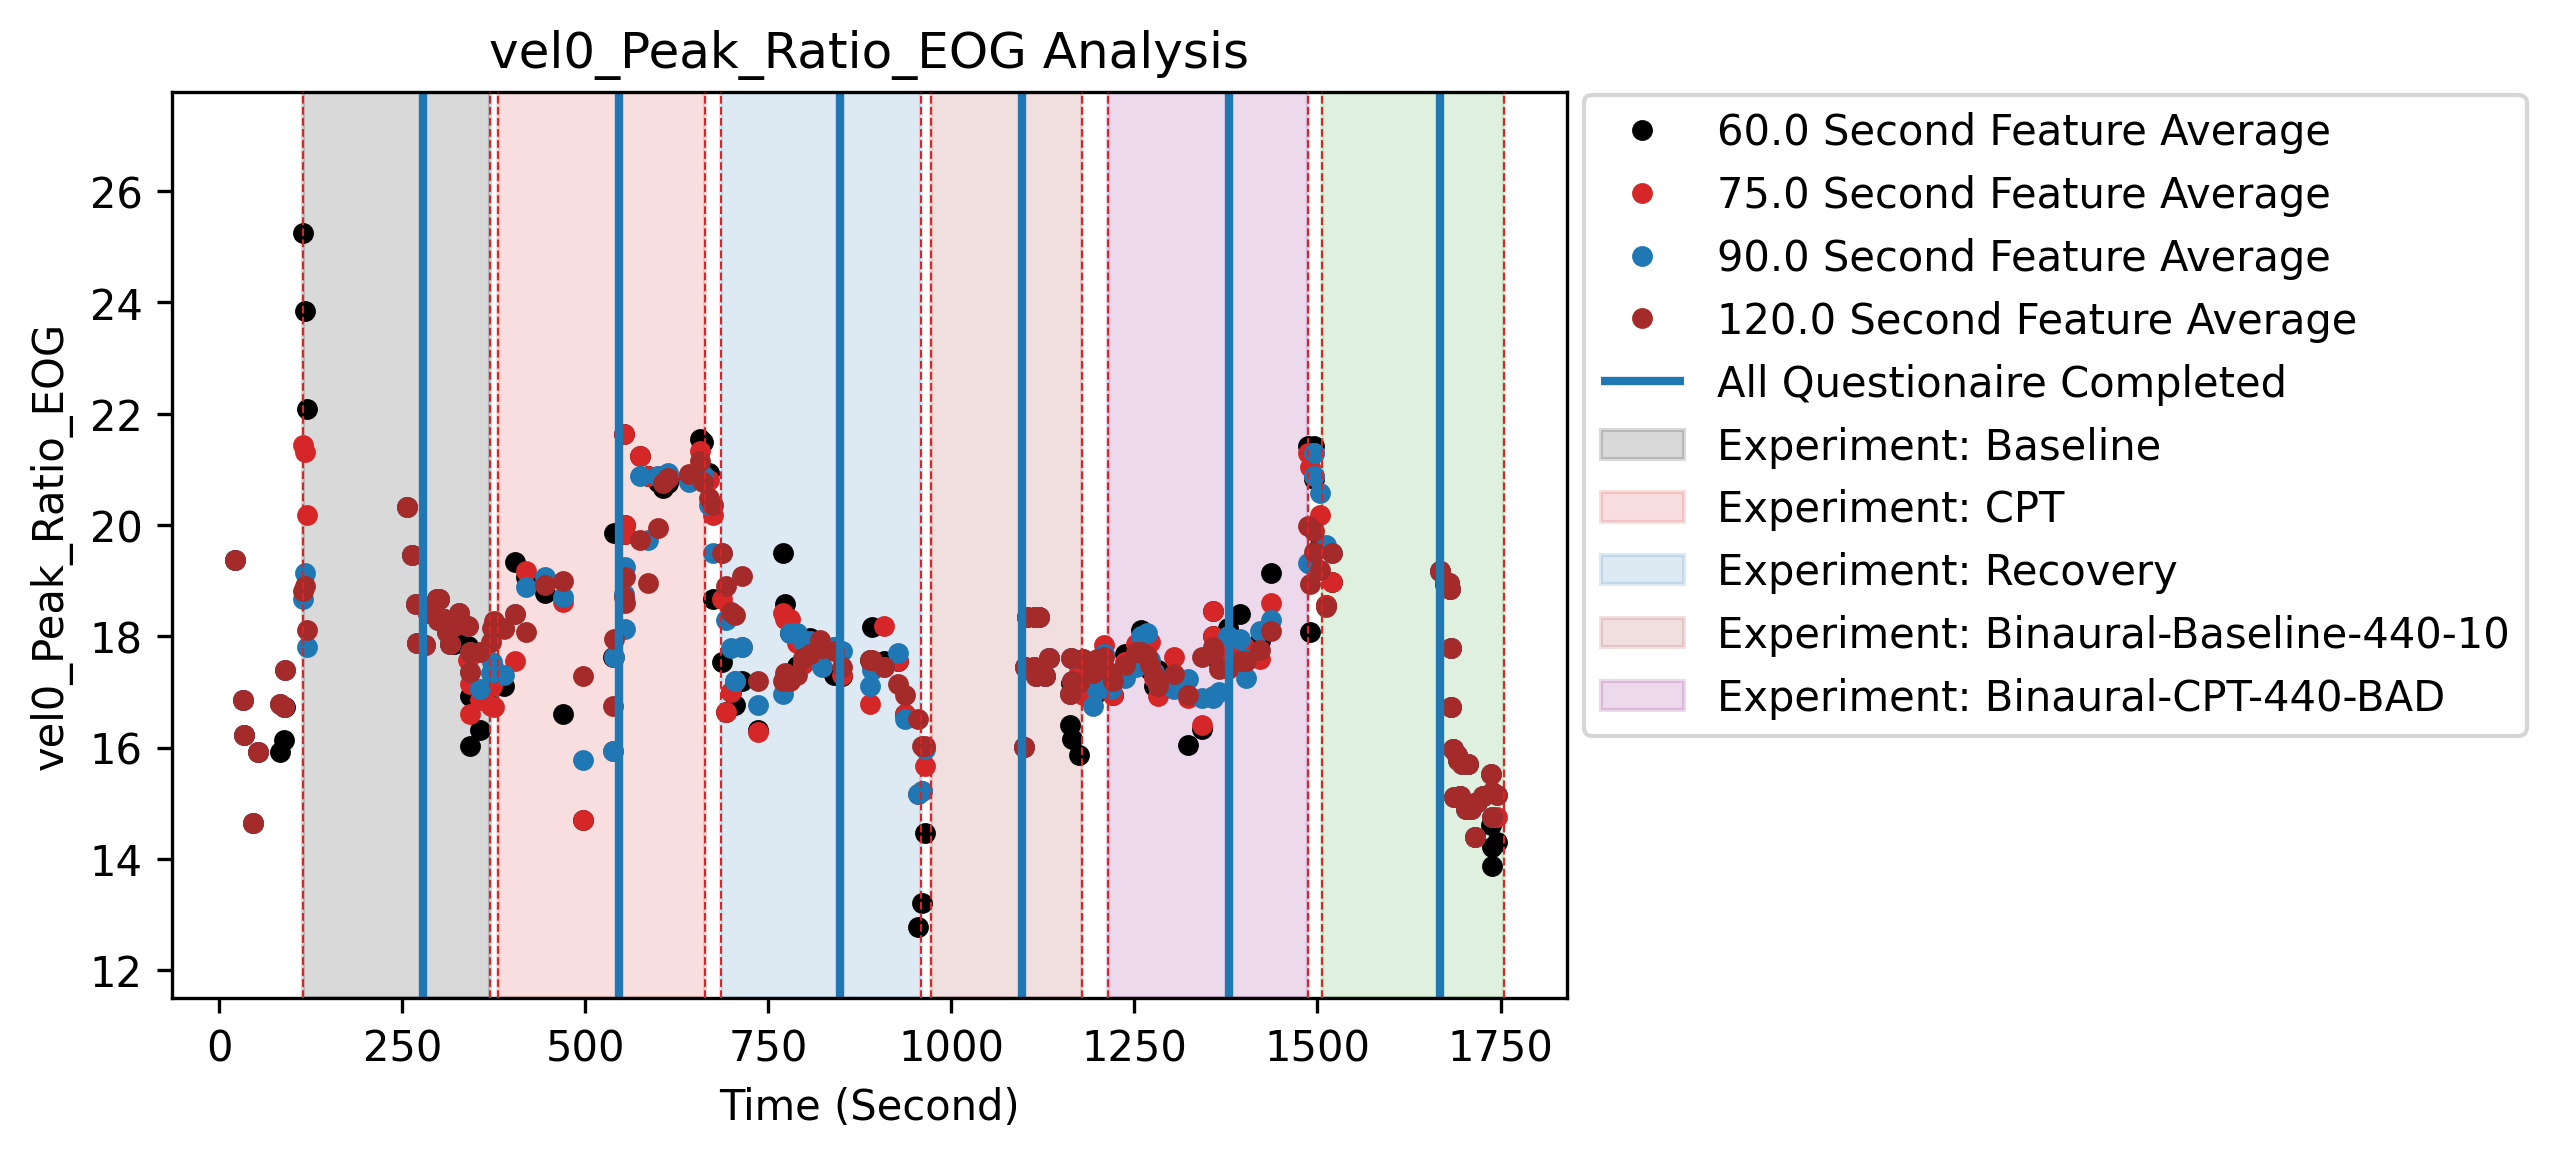 vel0_Peak_Ratio_EOG Analysis
vel0_Peak_Ratio_EOG
26
24
22
20
18
16
14
12
0 250 500 750 1000 1250 1500 1750
Time (Second)
60.0 Second Feature Average
75.0 Second Feature Average
90.0 Second Feature Average
120.0 Second Feature Average
All Questionaire Completed
Experiment: Baseline
Experiment: CPT
Experiment: Recovery
Experiment: Binaural-Baseline-440-10
Experiment: Binaural-CPT-440-BAD